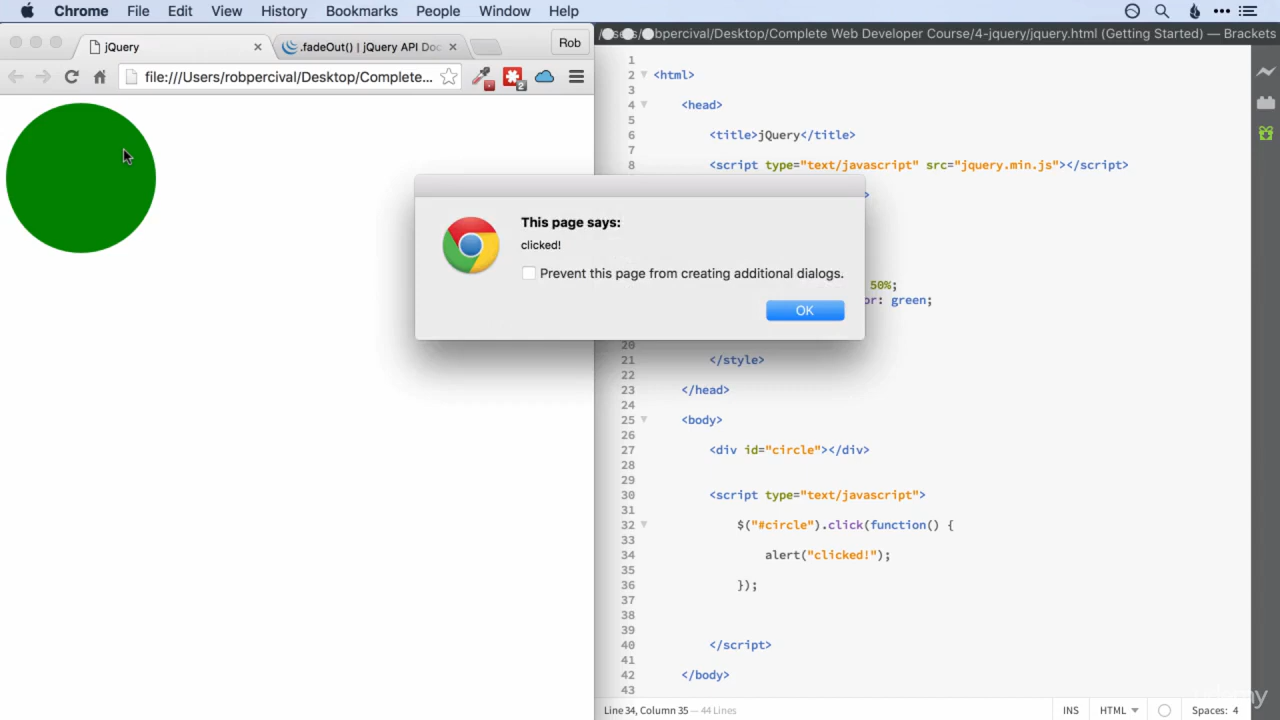 Chrome File Edit View History Bookmarks People Window Help
jQuery
.fadeOut() | jQuery API Doc
Rob
file:///Users/robpercival/Desktop/Complete...
2
This page says:
clicked!
Prevent this page from creating additional dialogs.
OK
/Users/robpercival/Desktop/Complete Web Developer Course/4-jquery/jquery.html (Getting Started) — Brackets
1
2 <html>
3
4 <head>
5
6 <title>jQuery</title>
7
8 <script type="text/javascript" src="jquery.min.js"></script>
>
50%;
or: green;
20
21 </style>
22
23 </head>
24
25 <body>
26
27 <div id="circle"></div>
28
29
30 <script type="text/javascript">
31
32 $("#circle").click(function() {
33
34 alert("clicked!");
35
36 });
37
38
39
40 </script>
41
42 </body>
43
Line 34, Column 35 — 44 Lines
INS HTML Spaces: 4
udemy